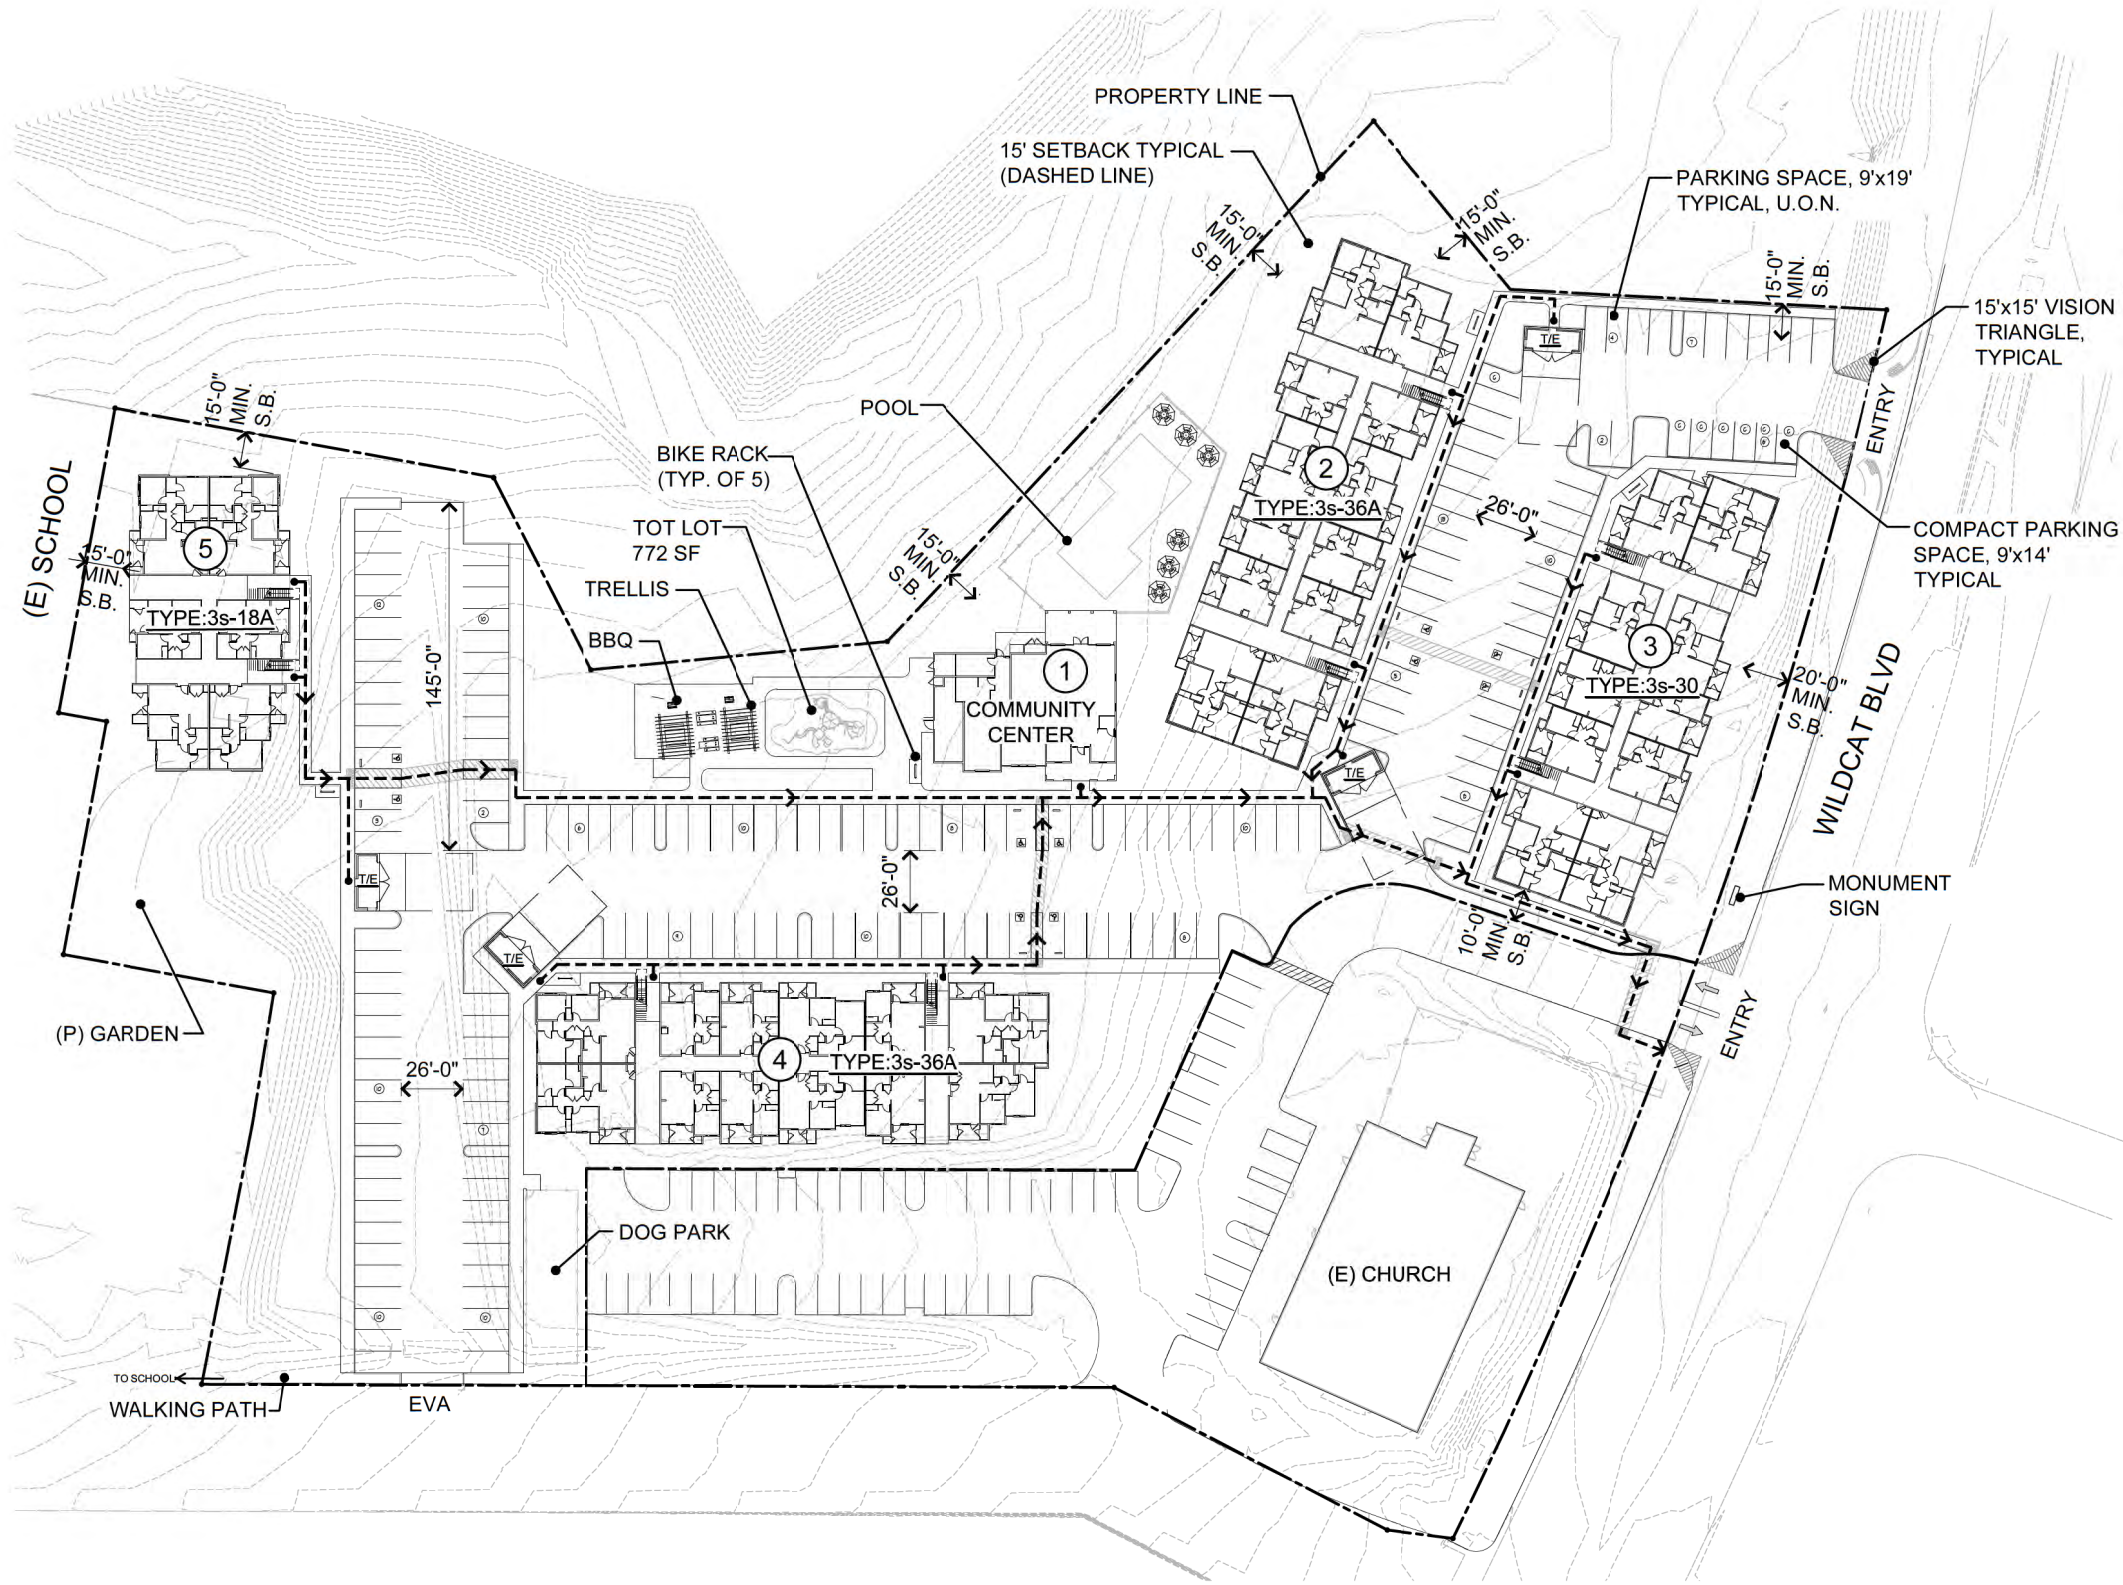 PROPERTY LINE
15' SETBACK TYPICAL
(DASHED LINE)
15'-0"
MIN.
S.B.
15'-0"
MIN.
S.B.
PARKING SPACE, 9'x19'
TYPICAL, U.O.N.
15'-0"
MIN.
S.B.
15'x15' VISION
TRIANGLE,
TYPICAL
T/E
ENTRY
POOL
15'-0"
MIN.
S.B.
BIKE RACK
(TYP. OF 5)
(E) SCHOOL
2
TYPE:3s-36A
26'-0"
COMPACT PARKING
SPACE, 9'x14'
TYPICAL
TOT LOT
772 SF
TRELLIS
BBQ
15'-0"
MIN.
S.B.
5
15'-0"
MIN.
S.B.
TYPE:3s-18A
145'-0"
1
COMMUNITY
CENTER
3
TYPE:3s-30
20'-0"
MIN.
S.B.
WILDCAT BLVD
T/E
T/E
26'-0"
MONUMENT
SIGN
10'-0"
MIN.
S.B.
T/E
(P) GARDEN
ENTRY
26'-0"
4
TYPE:3s-36A
DOG PARK
(E) CHURCH
TO SCHOOL
WALKING PATH
EVA